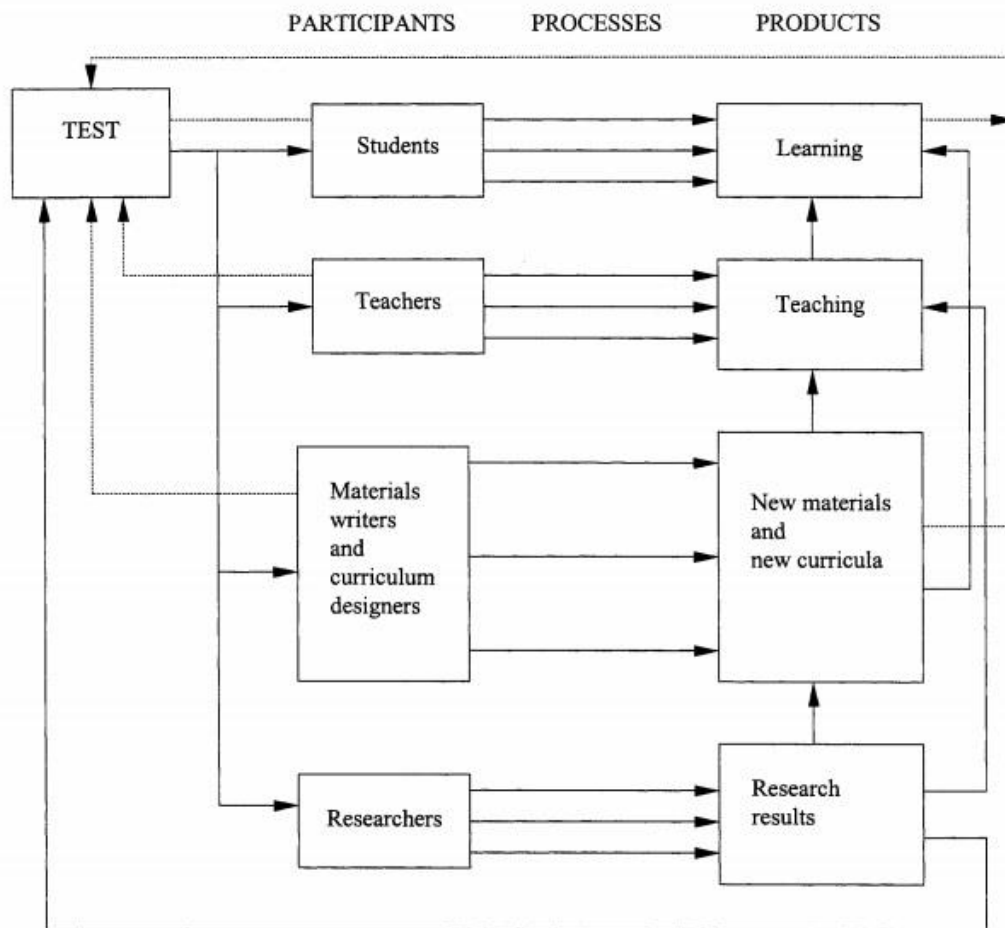 PARTICIPANTS PROCESSES PRODUCTS
TEST
Students
Learning
Teachers
Teaching
Materials
writers
and
curriculum
designers
New materials
and
new curricula
Researchers
Research
results